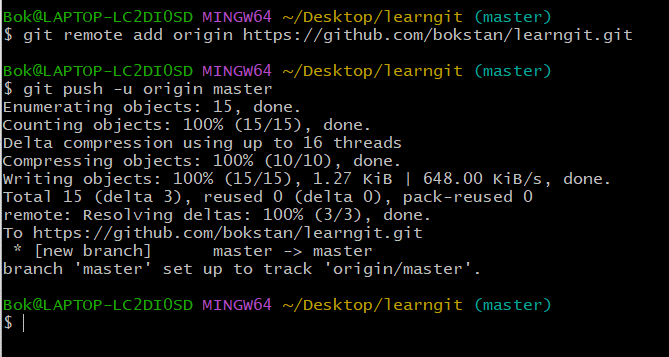 Bok@LAPTOP-LC2DI0SD MINGW64 ~/Desktop/learngit (master)
$ git remote add origin https://github.com/bokstan/learngit.git
Bok@LAPTOP-LC2DI0SD MINGW64 ~/Desktop/learngit (master)
$ git push -u origin master
Enumerating objects: 15, done.
Counting objects: 100% (15/15), done.
Delta compression using up to 16 threads
Compressing objects: 100% (10/10), done.
Writing objects: 100% (15/15), 1.27 KiB | 648.00 KiB/s, done.
Total 15 (delta 3), reused 0 (delta 0), pack-reused 0
remote: Resolving deltas: 100% (3/3), done.
To https://github.com/bokstan/learngit.git
 * [new branch]      master -> master
branch 'master' set up to track 'origin/master'.
Bok@LAPTOP-LC2DI0SD MINGW64 ~/Desktop/learngit (master)
$